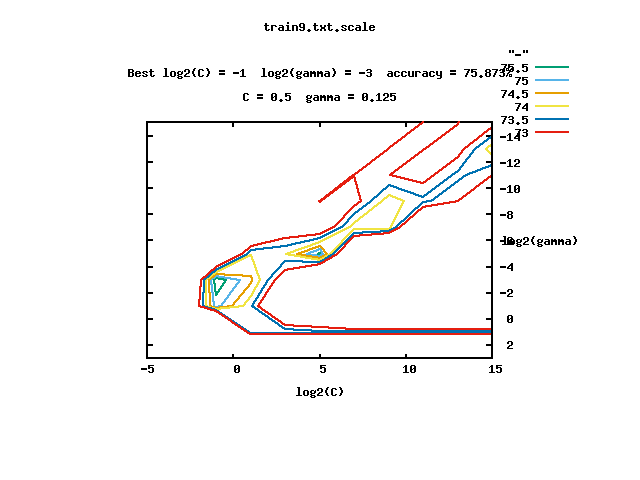 train9.txt.scale
"-"
Best log2(C) = -1  log2(gamma) = -3  accuracy = 75.873%
75.5
75
C = 0.5  gamma = 0.125
74.5
74
73.5
73
-14
-12
-10
-8
-6
log2(gamma)
-4
-2
0
2
-5 0 5 10 15
log2(C)